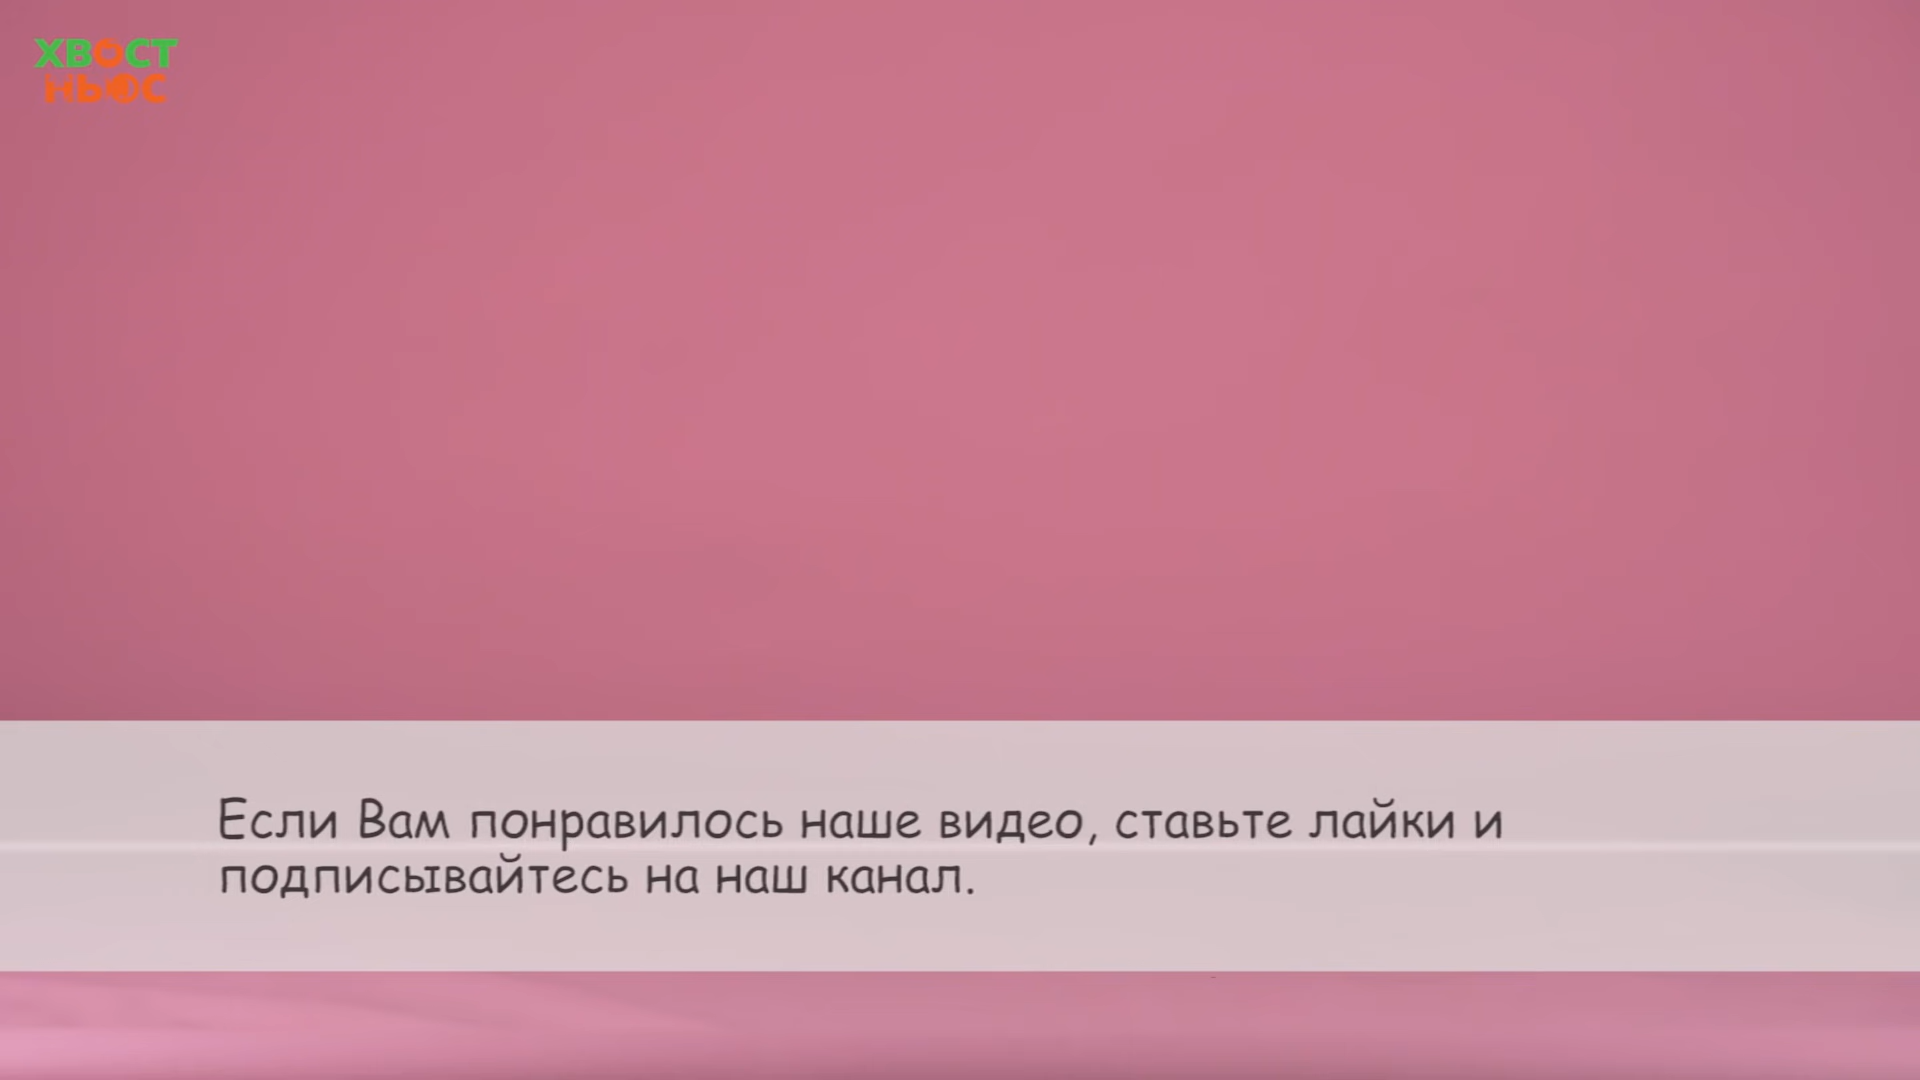 ХВОСТ
НЬЮС
Если Вам понравилось наше видео, ставьте лайки и
подписывайтесь на наш канал.